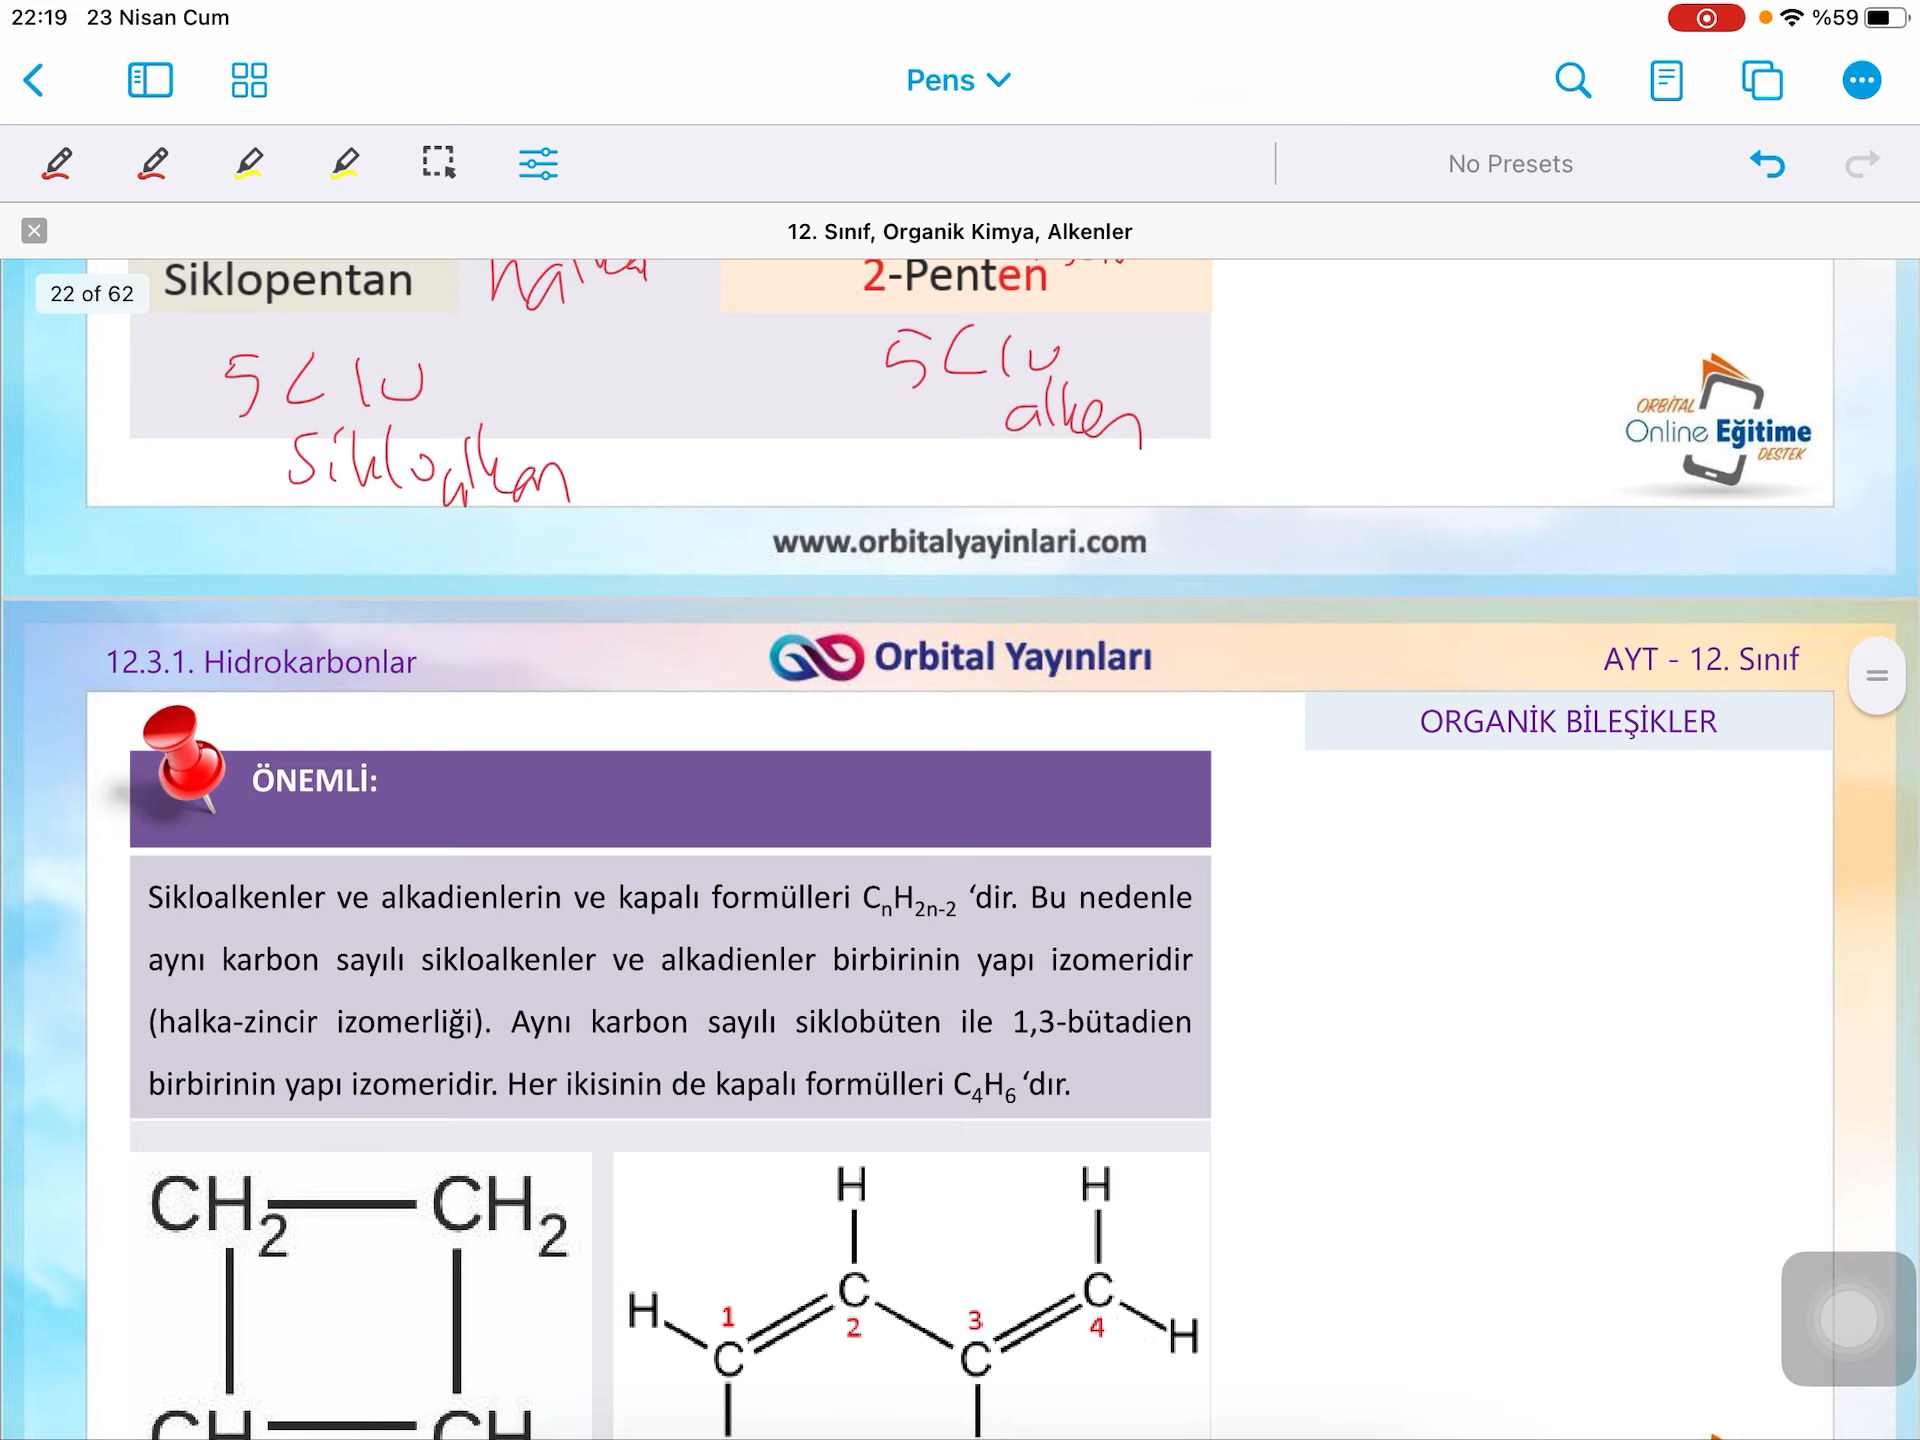 22:19 23 Nisan Cum
%59
Pens
No Presets
12. Sınıf, Organik Kimya, Alkenler
22 of 62
Siklopentan
2-Penten
5 C lu
sikloalkan
5 C lu
alken
ORBİTAL
Online Eğitime
DESTEK
www.orbitalyayinlari.com
12.3.1. Hidrokarbonlar
Orbital Yayınları
AYT - 12. Sınıf
ORGANİK BİLEŞİKLER
ÖNEMLİ:
Sikloalkenler ve alkadienlerin ve kapalı formülleri CnH2n-2 ‘dir. Bu nedenle
aynı karbon sayılı sikloalkenler ve alkadienler birbirinin yapı izomeridir
(halka-zincir izomerliği). Aynı karbon sayılı siklobüten ile 1,3-bütadien
birbirinin yapı izomeridir. Her ikisinin de kapalı formülleri C4H6 ‘dır.
CH2 CH2
CH CH
H H
H 1 C 2 3 C 4 H
C C